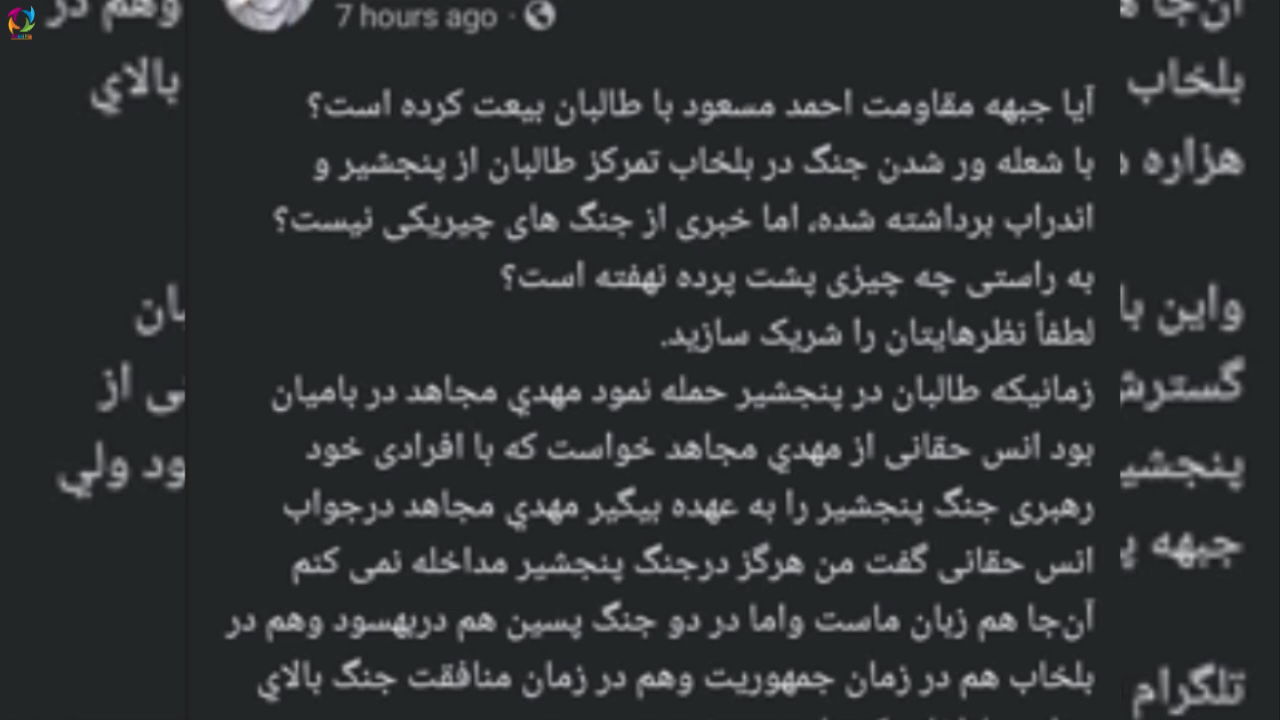 7 hours ago ·
آیا جبهه مقاومت احمد مسعود با طالبان بیعت کرده است؟
با شعله ور شدن جنگ در بلخاب تمرکز طالبان از پنجشیر و
اندراب برداشته شده، اما خبری از جنگ های چیریکی نیست؟
به راستی چه چیزی پشت پرده نهفته است؟
لطفاً نظرهایتان را شریک سازید.
زمانیکه طالبان در پنجشیر حمله نمود مهدي مجاهد در بامیان
بود انس حقانی از مهدي مجاهد خواست که با افرادی خود
رهبری جنگ پنجشیر را به عهده بیگیر مهدي مجاهد درجواب
انس حقانی گفت من هرگز درجنگ پنجشیر مداخله نمی کنم
آن‌جا هم زبان ماست واما در دو جنگ پسین هم دربهسود وهم در
بلخاب هم در زمان جمهوریت وهم در زمان منافقت جنگ بالاي